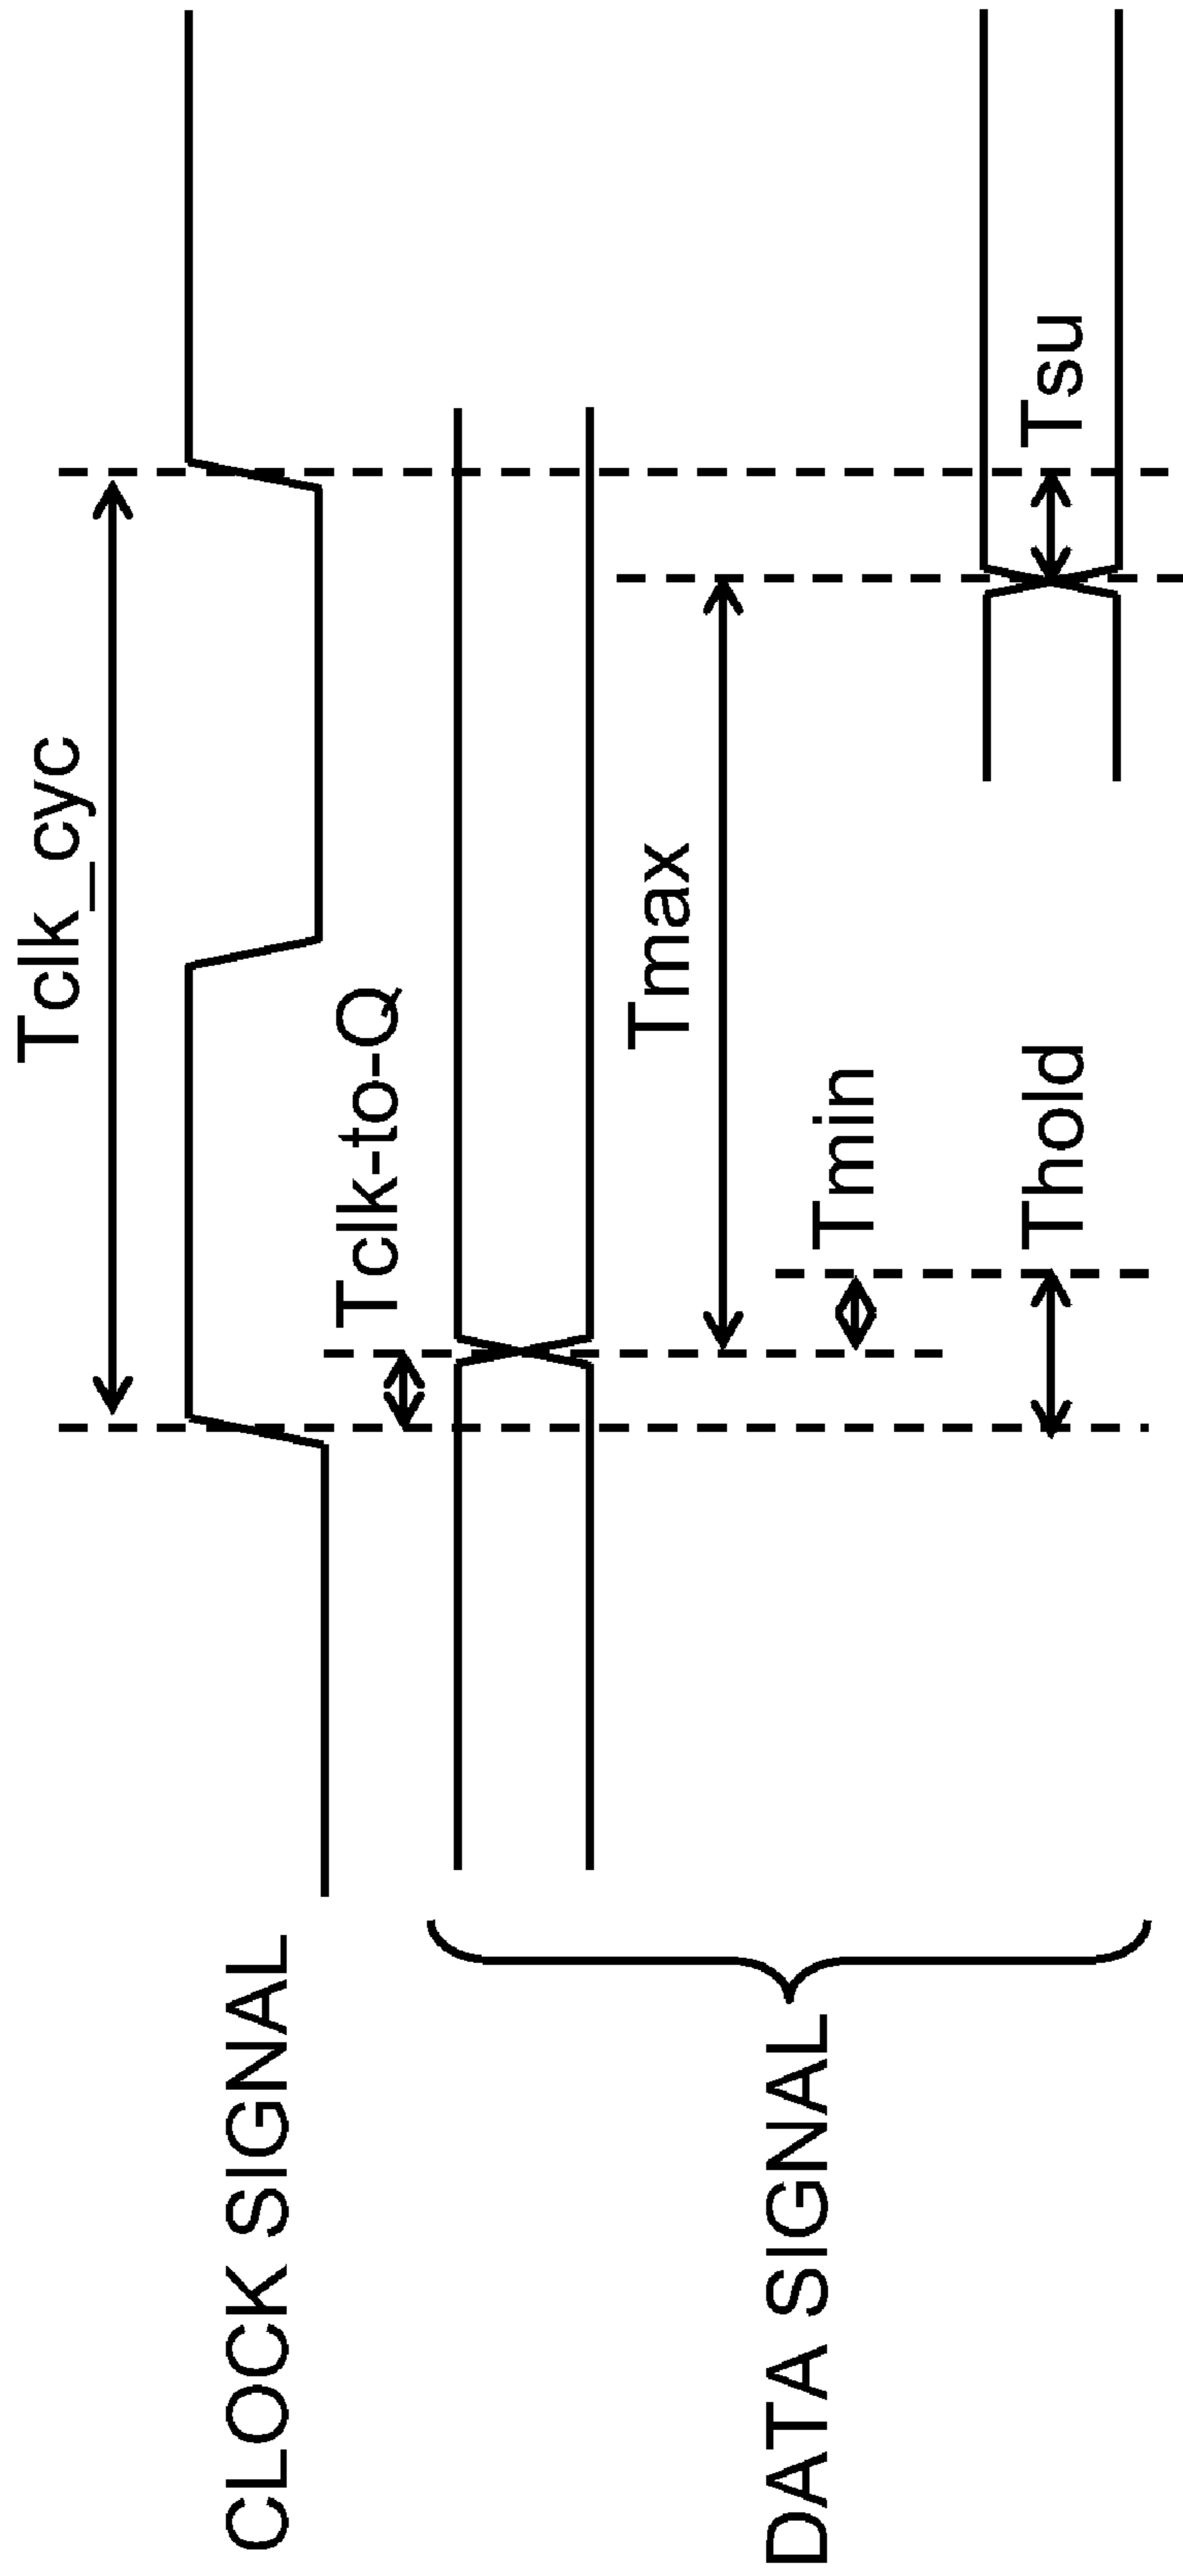 Tclk_cyc
CLOCK SIGNAL
Tclk-to-Q
Tmax
DATA SIGNAL
Tmin
Thold
Tsu